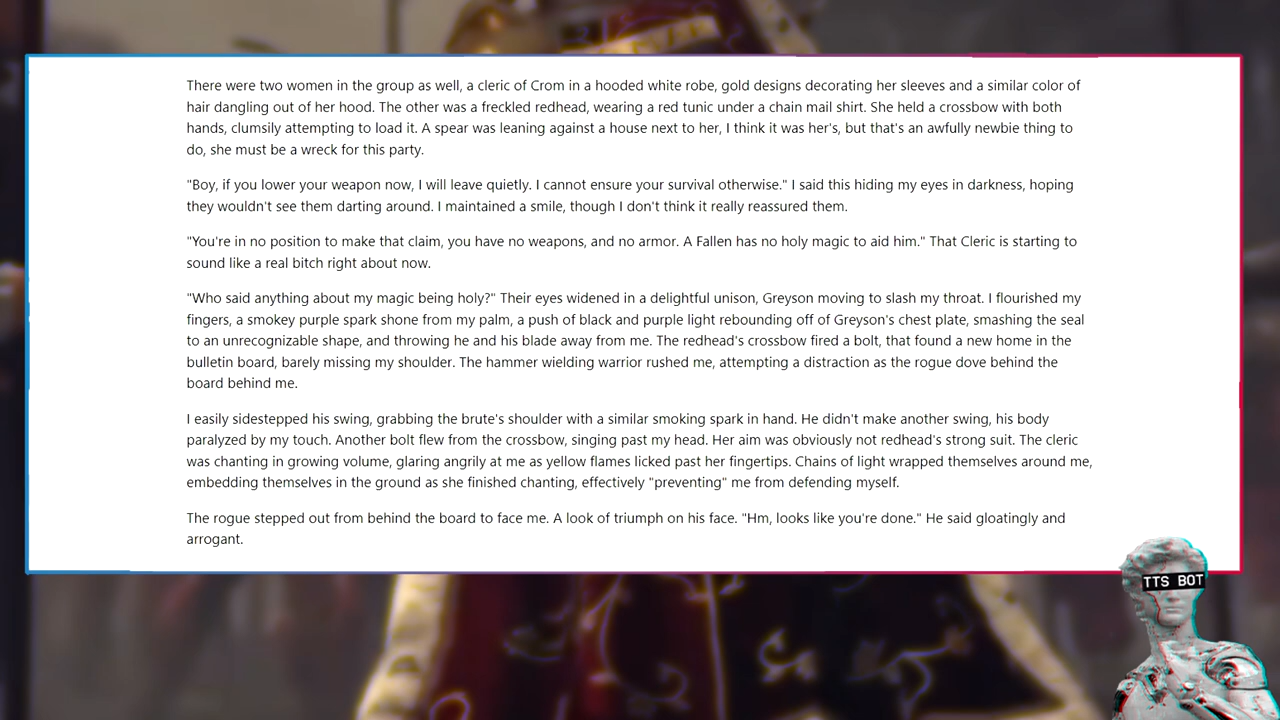 There were two women in the group as well, a cleric of Crom in a hooded white robe, gold designs decorating her sleeves and a similar color of
hair dangling out of her hood. The other was a freckled redhead, wearing a red tunic under a chain mail shirt. She held a crossbow with both
hands, clumsily attempting to load it. A spear was leaning against a house next to her, I think it was her's, but that's an awfully newbie thing to
do, she must be a wreck for this party.
"Boy, if you lower your weapon now, I will leave quietly. I cannot ensure your survival otherwise." I said this hiding my eyes in darkness, hoping
they wouldn't see them darting around. I maintained a smile, though I don't think it really reassured them.
"You're in no position to make that claim, you have no weapons, and no armor. A Fallen has no holy magic to aid him." That Cleric is starting to
sound like a real bitch right about now.
"Who said anything about my magic being holy?" Their eyes widened in a delightful unison, Greyson moving to slash my throat. I flourished my
fingers, a smokey purple spark shone from my palm, a push of black and purple light rebounding off of Greyson's chest plate, smashing the seal
to an unrecognizable shape, and throwing he and his blade away from me. The redhead's crossbow fired a bolt, that found a new home in the
bulletin board, barely missing my shoulder. The hammer wielding warrior rushed me, attempting a distraction as the rogue dove behind the
board behind me.
I easily sidestepped his swing, grabbing the brute's shoulder with a similar smoking spark in hand. He didn't make another swing, his body
paralyzed by my touch. Another bolt flew from the crossbow, singing past my head. Her aim was obviously not redhead's strong suit. The cleric
was chanting in growing volume, glaring angrily at me as yellow flames licked past her fingertips. Chains of light wrapped themselves around me,
embedding themselves in the ground as she finished chanting, effectively "preventing" me from defending myself.
The rogue stepped out from behind the board to face me. A look of triumph on his face. "Hm, looks like you're done." He said gloatingly and
arrogant.
TTS BOT